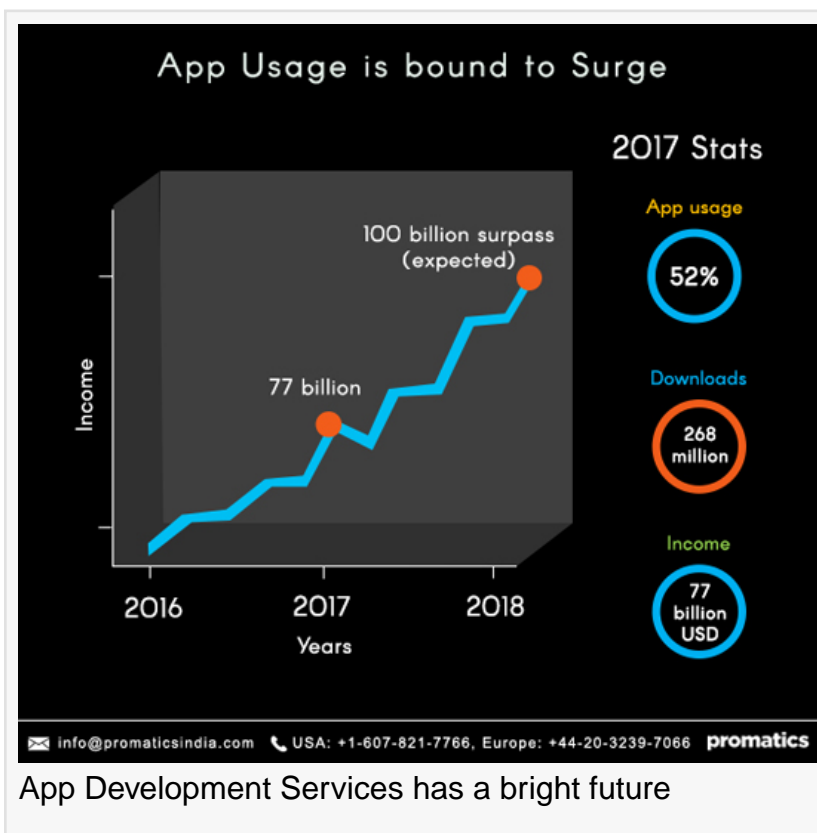 App Usage is bound to Surge
2017 Stats
App usage
52%
Downloads
268
million
Income
77
billion
USD
100 billion surpass
(expected)
77 billion
Income
2016
2017
2018
Years
info@promaticsindia.com USA: +1-607-821-7766, Europe: +44-20-3239-7066 promatics
App Development Services has a bright future